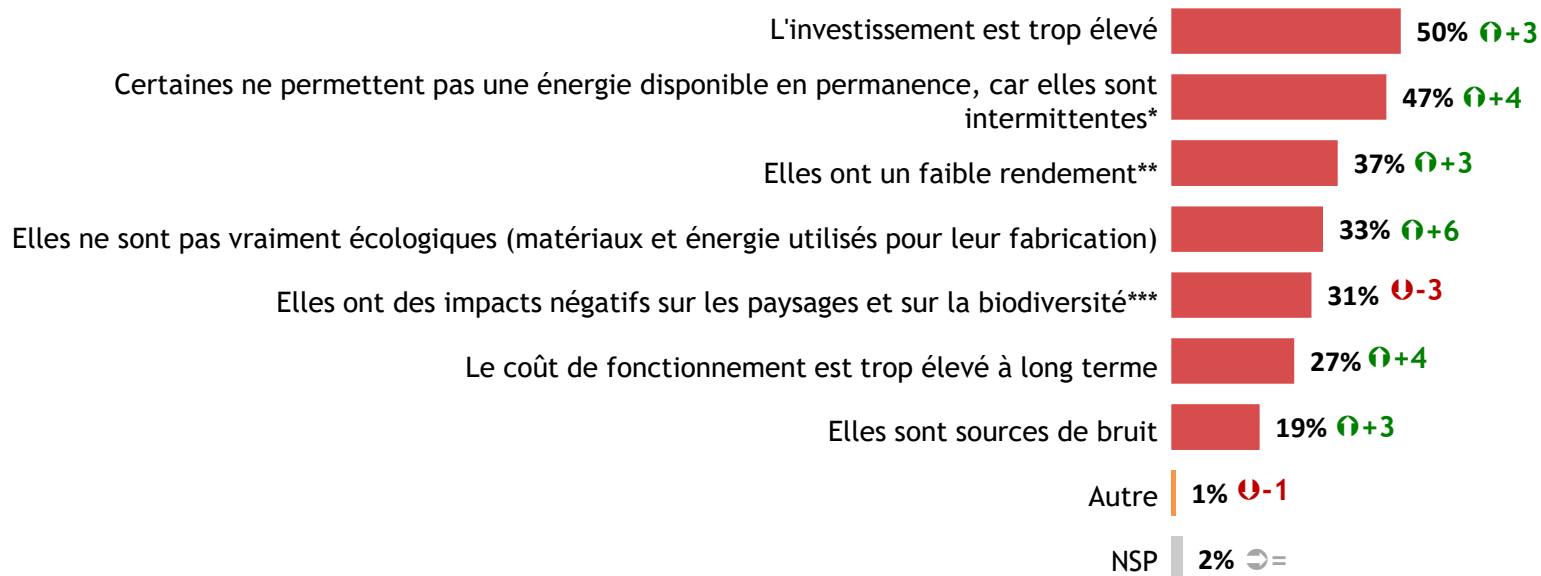 L'investissement est trop élevé 50% +3
Certaines ne permettent pas une énergie disponible en permanence, car elles sont
intermittentes* 47% +4
Elles ont un faible rendement** 37% +3
Elles ne sont pas vraiment écologiques (matériaux et énergie utilisés pour leur fabrication) 33% +6
Elles ont des impacts négatifs sur les paysages et sur la biodiversité*** 31% -3
Le coût de fonctionnement est trop élevé à long terme 27% +4
Elles sont sources de bruit 19% +3
Autre 1% -1
NSP 2% =